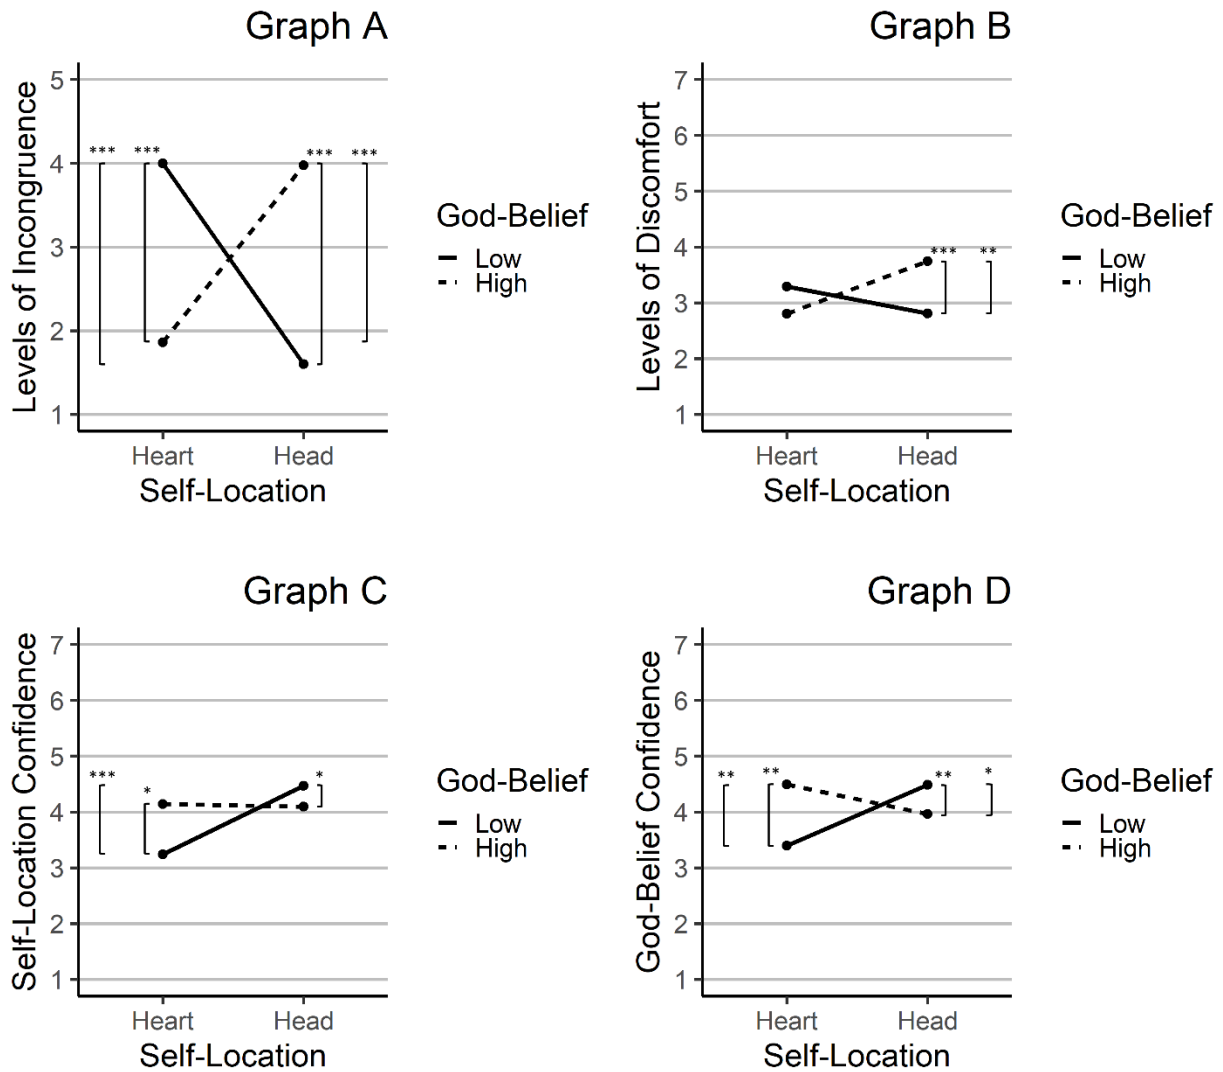 Graph A
Levels of Incongruence
5
4
3
2
1
*** *** *** ***
Heart Head
Self-Location
God-Belief
Low
High
Graph B
Levels of Discomfort
7
6
5
4
3
2
1
*** **
Heart Head
Self-Location
God-Belief
Low
High
Graph C
Self-Location Confidence
7
6
5
4
3
2
1
*** * *
Heart Head
Self-Location
God-Belief
Low
High
Graph D
God-Belief Confidence
7
6
5
4
3
2
1
** ** ** *
Heart Head
Self-Location
God-Belief
Low
High